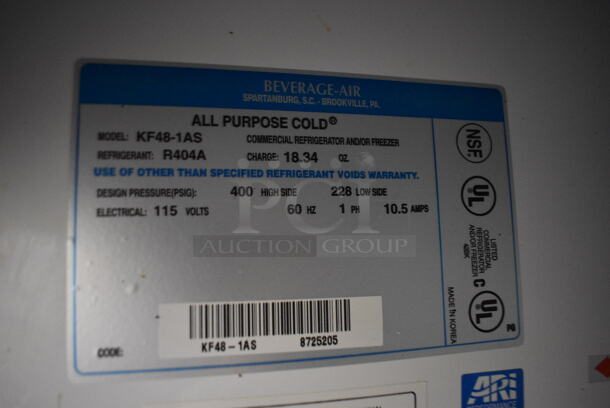 BEVERAGE-AIR
SPARTANBURG, S.C. - BROOKVILLE, PA.
ALL PURPOSE COLD®
MODEL: KF48-1AS COMMERCIAL REFRIGERATOR AND/OR FREEZER
REFRIGERANT: R404A CHARGE: 18.34 OZ.
USE OF OTHER THAN SPECIFIED REFRIGERANT VOIDS WARRANTY.
DESIGN PRESSURE(PSIG): 400 HIGH SIDE 228 LOW SIDE
ELECTRICAL: 115 VOLTS 60 HZ 1 PH 10.5 AMPS
PCI
AUCTION GROUP
KF48-1AS 8725205
CODE:
NSF
UL
LISTED
COMMERCIAL
REFRIGERATOR
AND/OR FREEZER
C UL
MADE IN KOREA
PG
ARI
PERFORMANCE